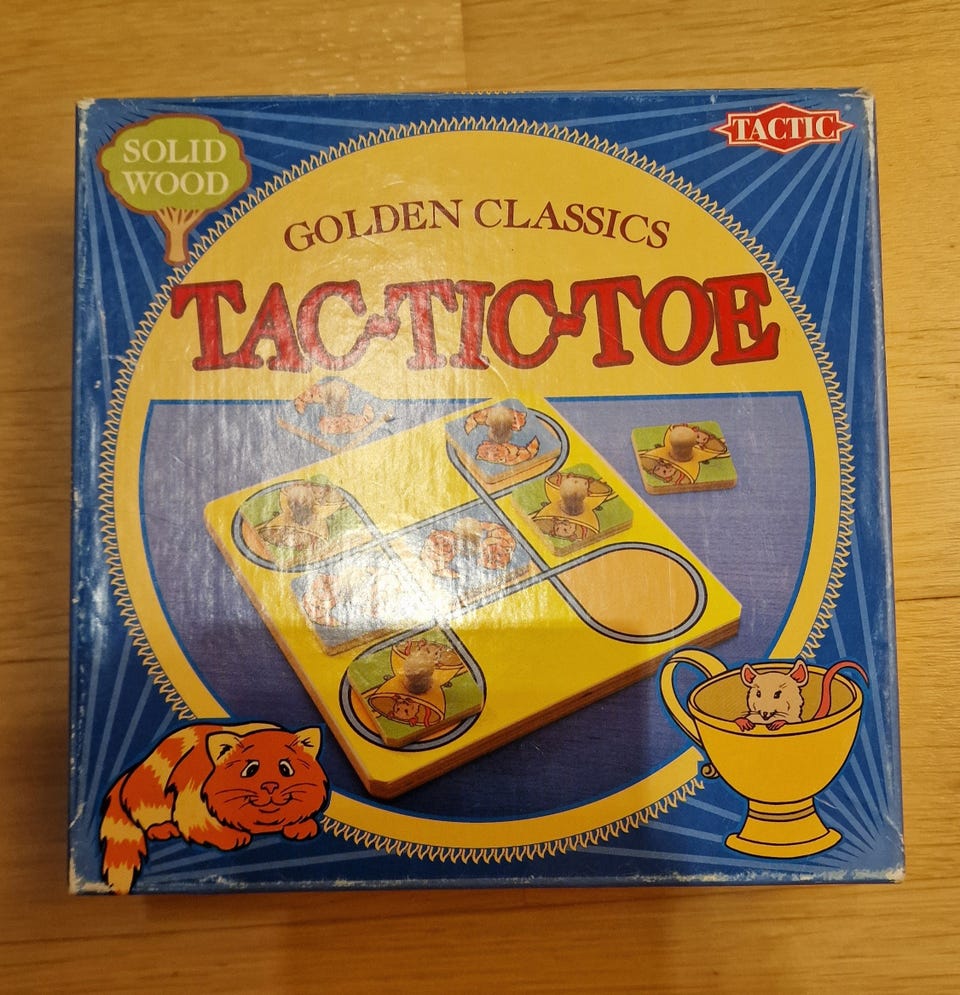 SOLID
WOOD
TACTIC
GOLDEN CLASSICS
TAC-TIC-TOE